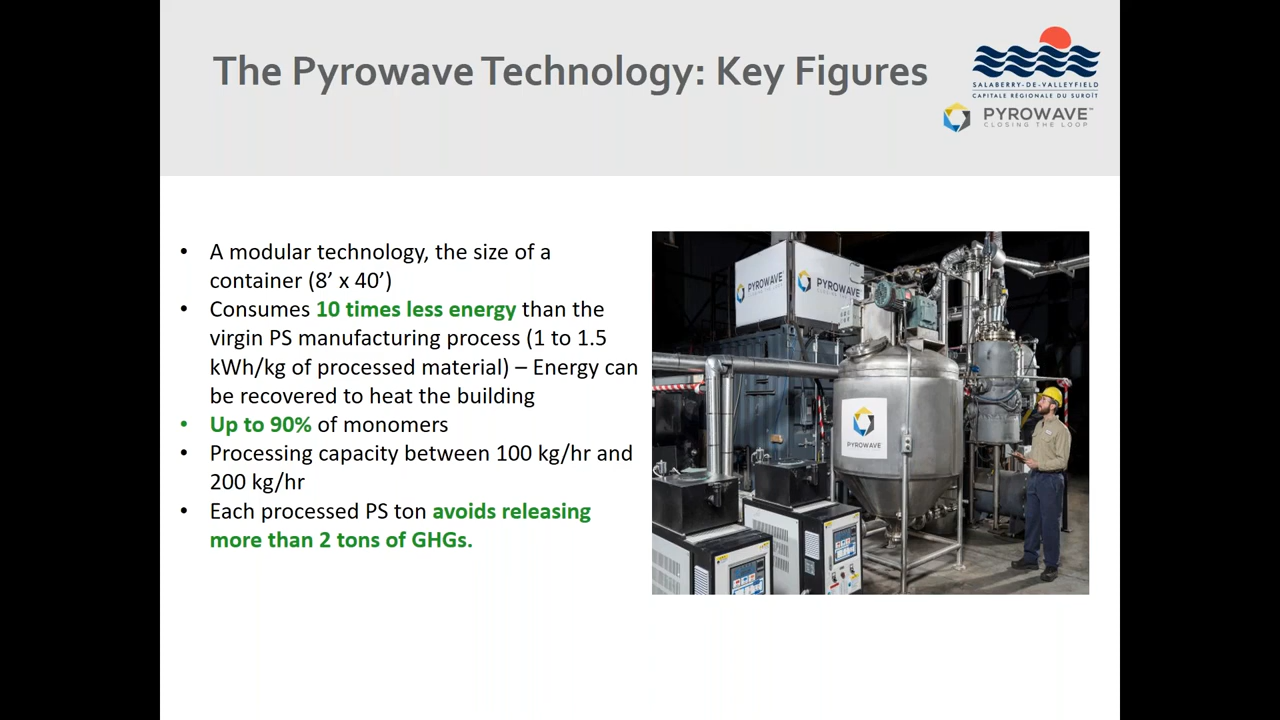 The Pyrowave Technology: Key Figures
SALABERRY-DE-VALLEYFIELD
CAPITALE RÉGIONALE DU SUROÎT
PYROWAVE™
CLOSING THE LOOP
• A modular technology, the size of a
container (8’ x 40’)
• Consumes 10 times less energy than the
virgin PS manufacturing process (1 to 1.5
kWh/kg of processed material) – Energy can
be recovered to heat the building
• Up to 90% of monomers
• Processing capacity between 100 kg/hr and
200 kg/hr
• Each processed PS ton avoids releasing
more than 2 tons of GHGs.
PYROWAVE
PYROWAVE
PYROWAVE